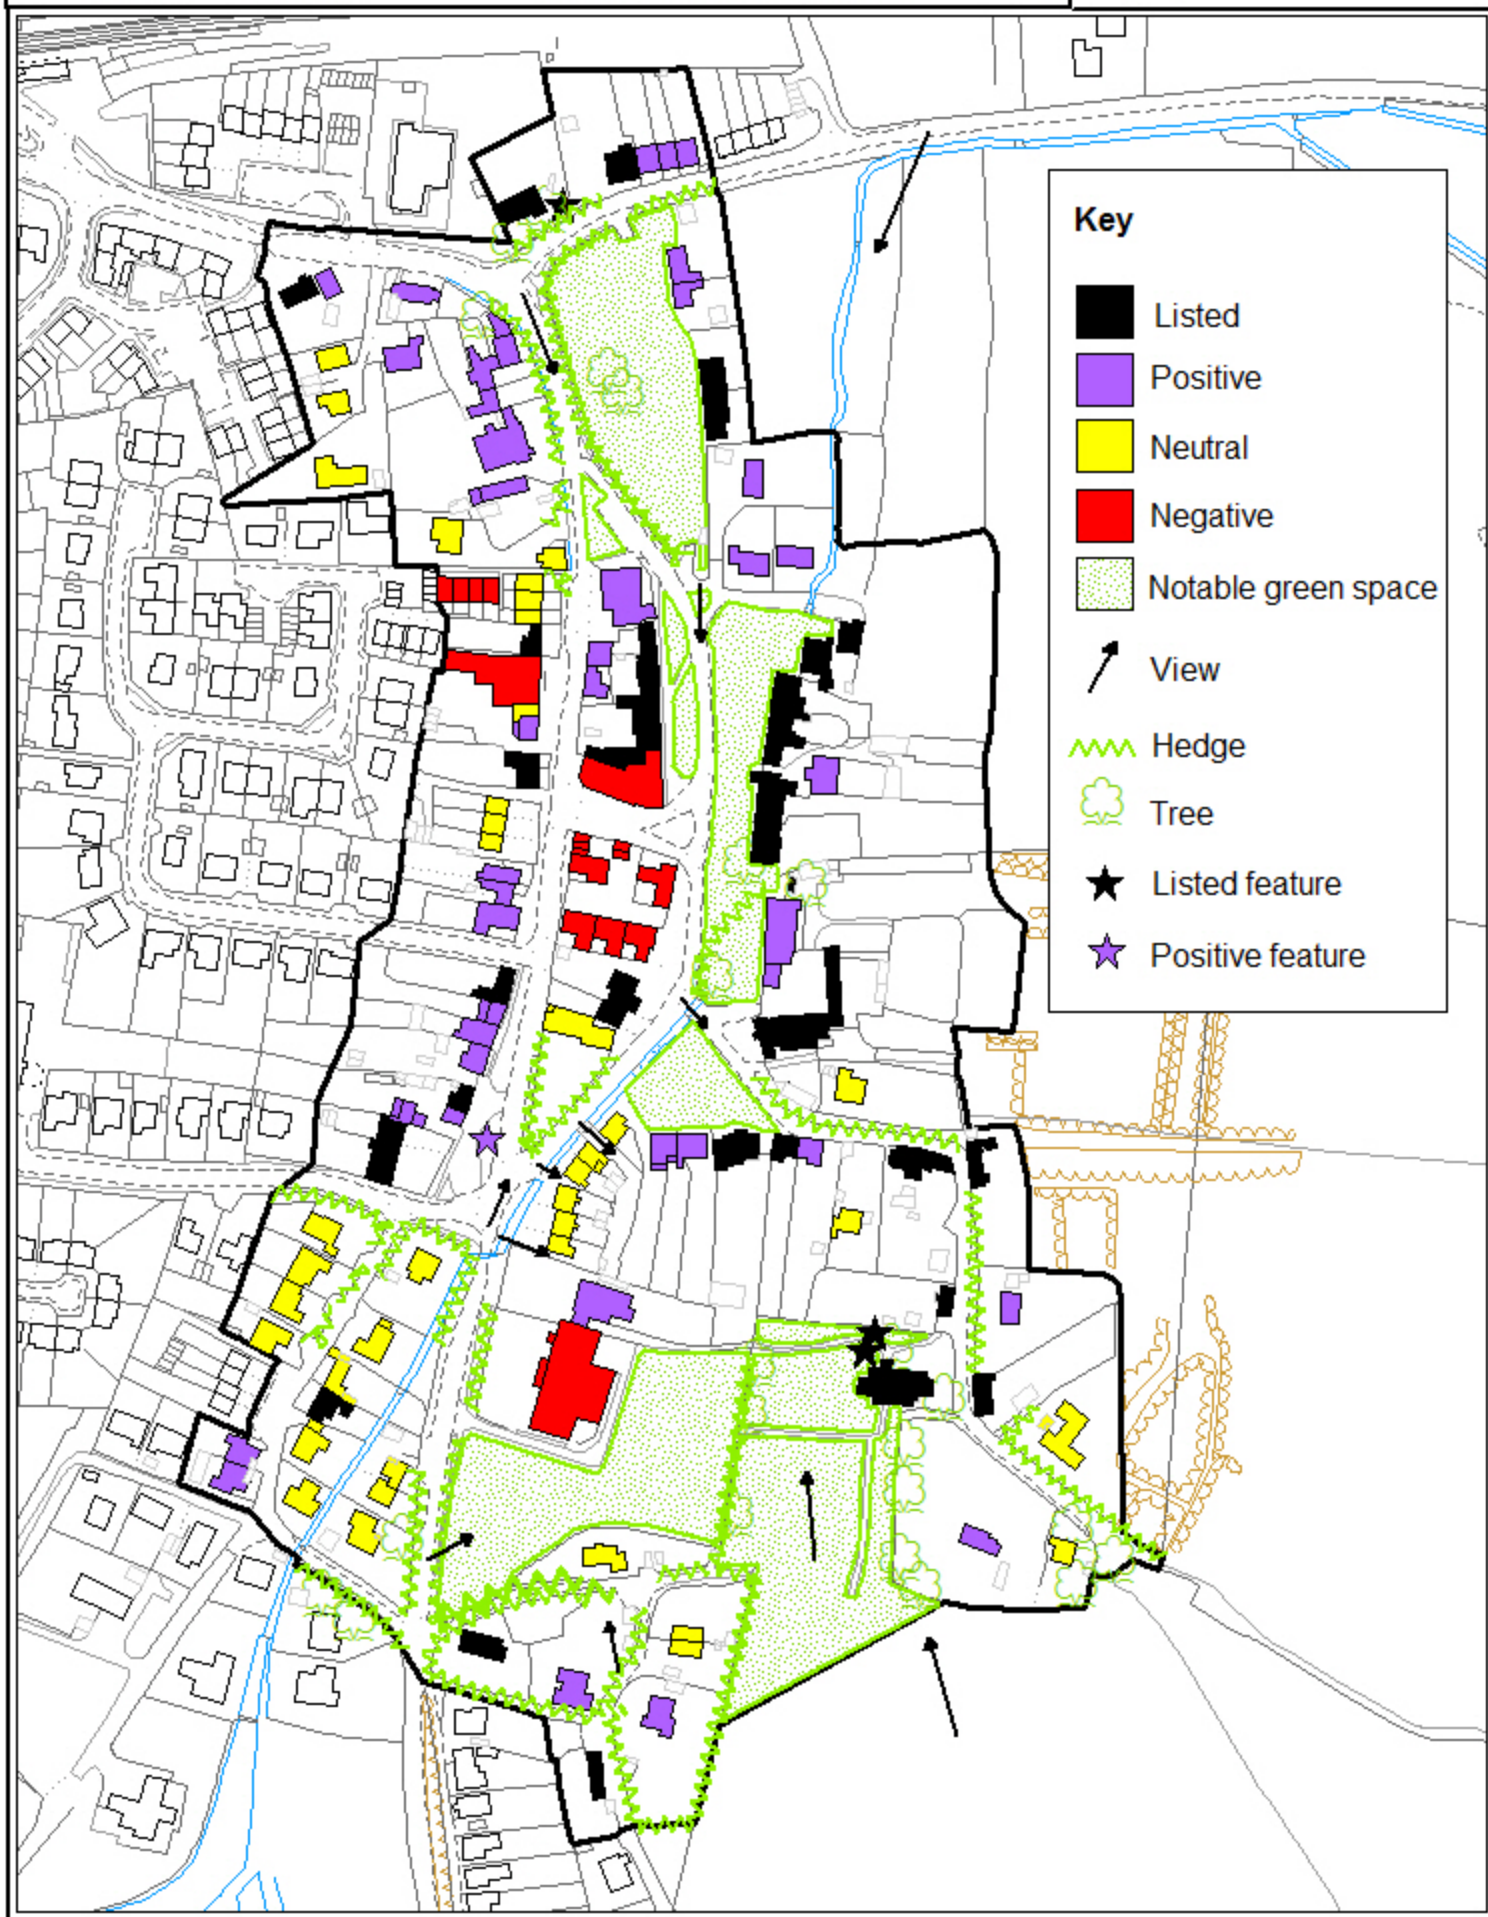 Key
Listed
Positive
Neutral
Negative
Notable green space
View
Hedge
Tree
Listed feature
Positive feature